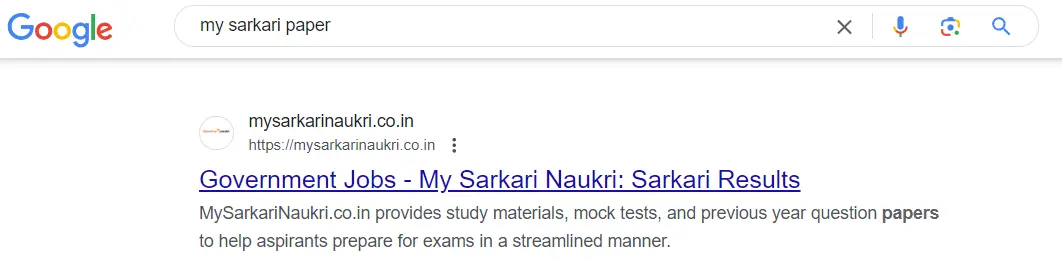 Google
my sarkari paper
mysarkarinaukri.co.in
https://mysarkarinaukri.co.in
Government Jobs - My Sarkari Naukri: Sarkari Results
MySarkariNaukri.co.in provides study materials, mock tests, and previous year question papers
to help aspirants prepare for exams in a streamlined manner.